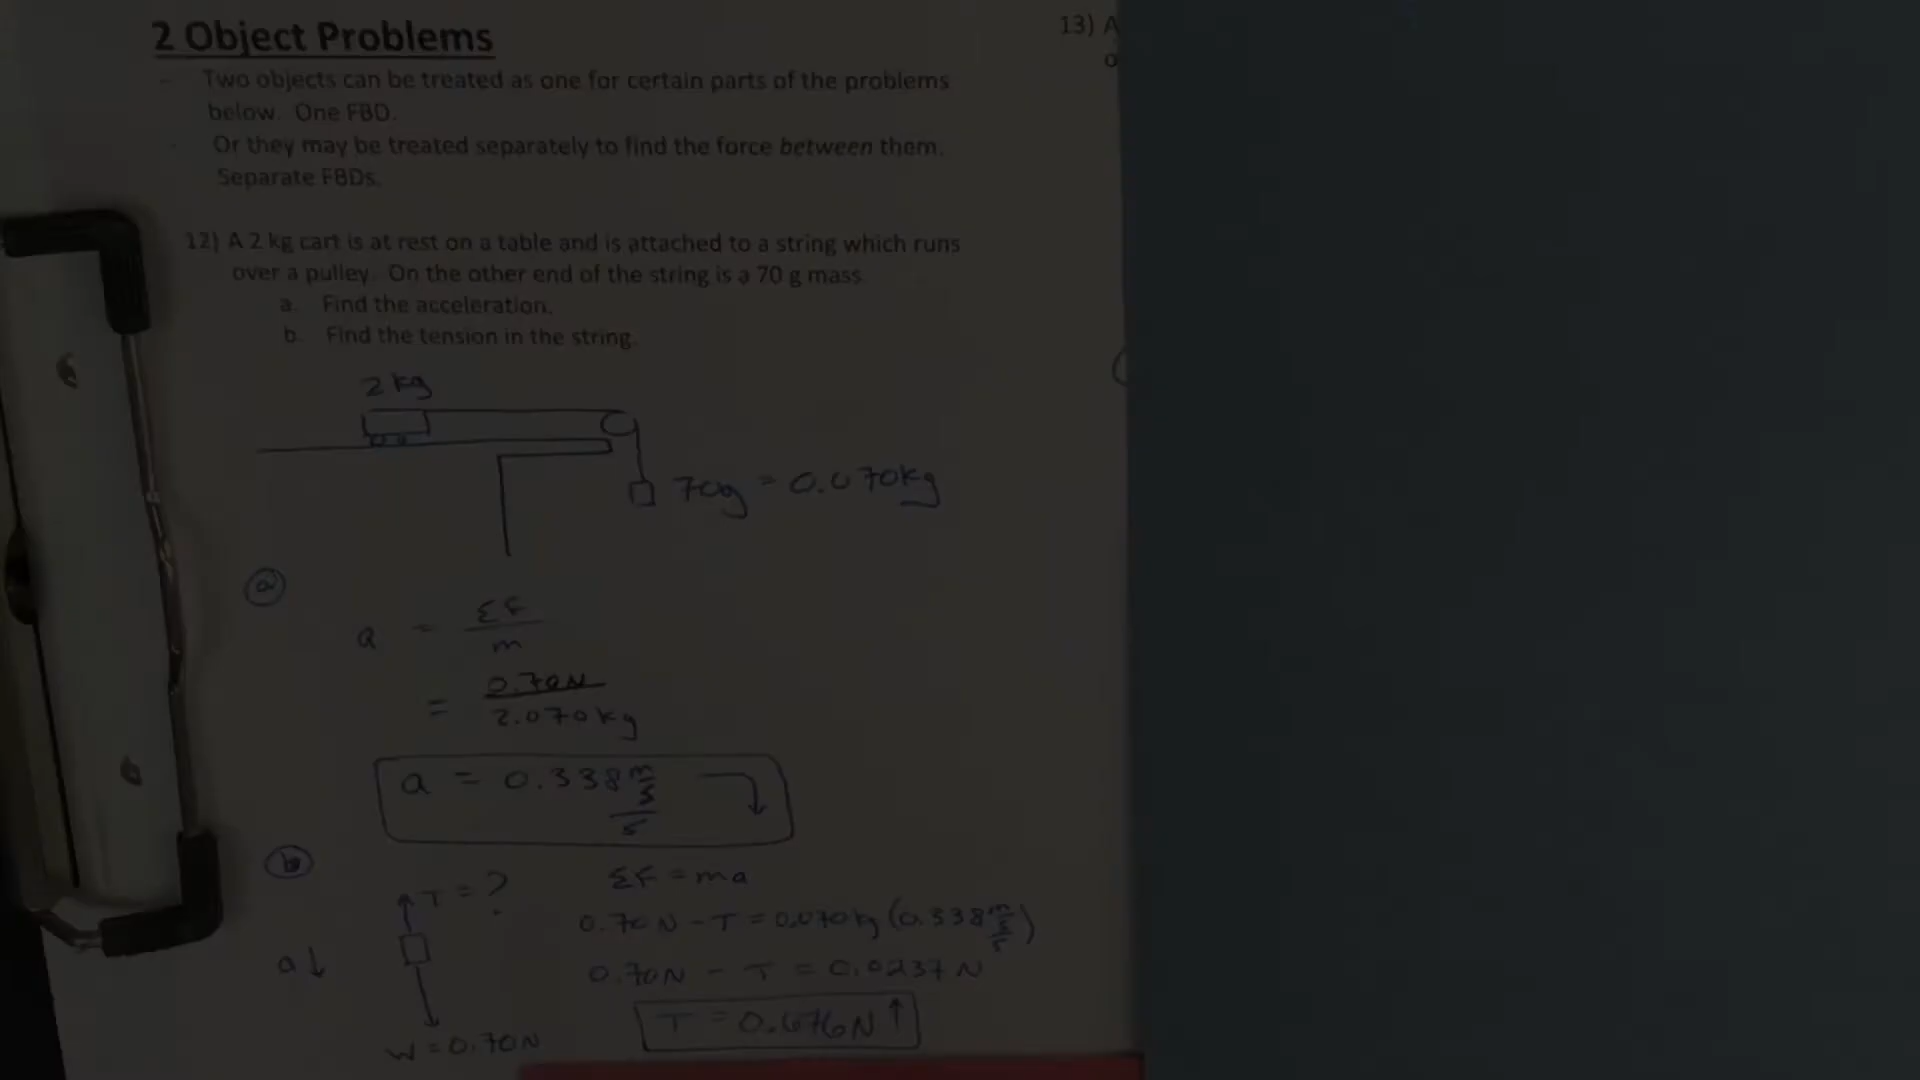 2 Object Problems
- Two objects can be treated as one for certain parts of the problems
below. One FBD.
- Or they may be treated separately to find the force between them.
Separate FBDs.
12) A 2 kg cart is at rest on a table and is attached to a string which runs
over a pulley. On the other end of the string is a 70 g mass.
a. Find the acceleration.
b. Find the tension in the string.
2 kg
70g = 0.070kg
a
a = ΣF
m
= 0.70N
2.070kg
a = 0.338 m/s/s
b
T = ?
a ↓
W = 0.70N
ΣF = ma
0.70N - T = 0.070kg (0.338 m/s/s)
0.70N - T = 0.0237 N
T = 0.676N ↑
13) A
o